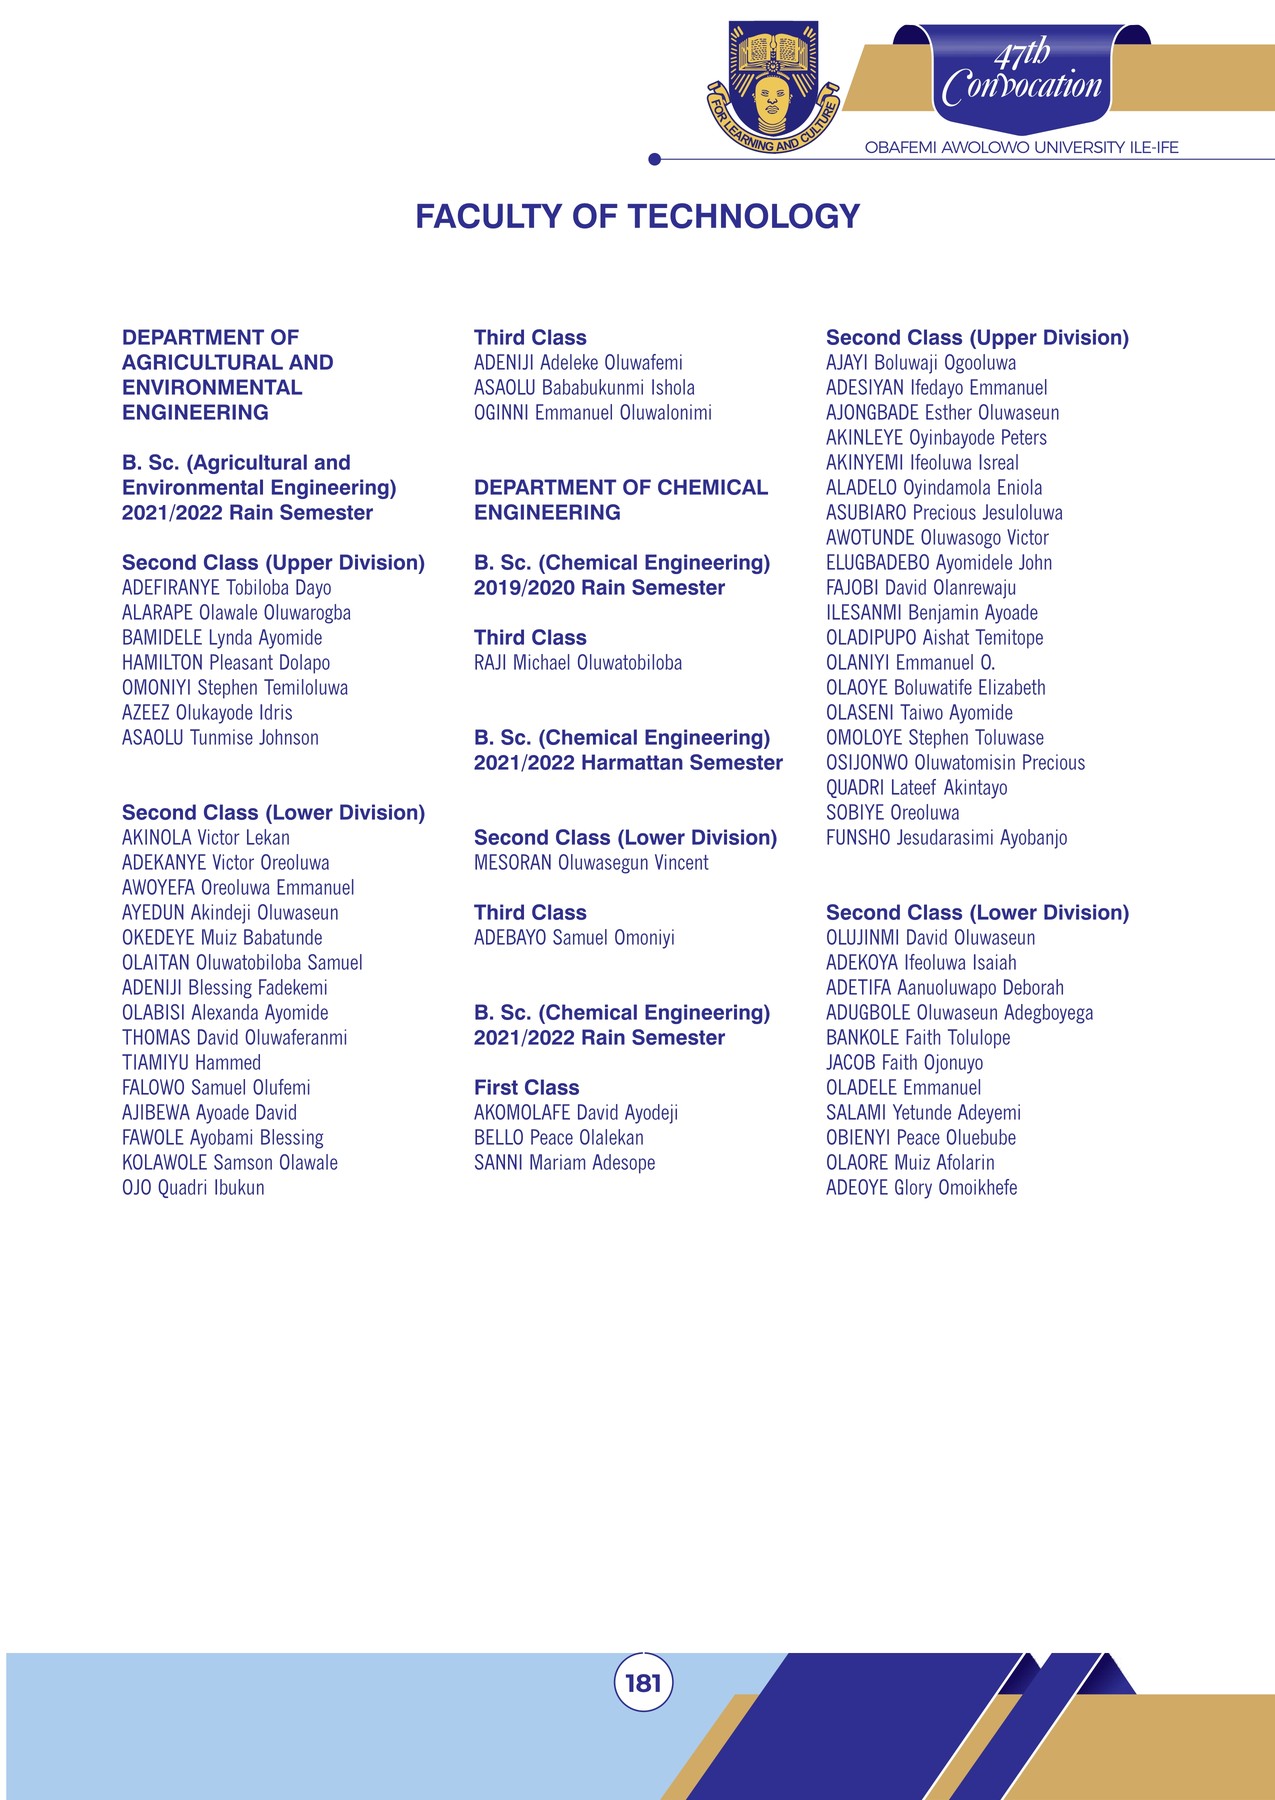 FOR LEARNING AND CULTURE
47th
Convocation
OBAFEMI AWOLOWO UNIVERSITY ILE-IFE
FACULTY OF TECHNOLOGY
DEPARTMENT OF
AGRICULTURAL AND
ENVIRONMENTAL
ENGINEERING
B. Sc. (Agricultural and
Environmental Engineering)
2021/2022 Rain Semester
Second Class (Upper Division)
ADEFIRANYE Tobiloba Dayo
ALARAPE Olawale Oluwarogba
BAMIDELE Lynda Ayomide
HAMILTON Pleasant Dolapo
OMONIYI Stephen Temiloluwa
AZEEZ Olukayode Idris
ASAOLU Tunmise Johnson
Second Class (Lower Division)
AKINOLA Victor Lekan
ADEKANYE Victor Oreoluwa
AWOYEFA Oreoluwa Emmanuel
AYEDUN Akindeji Oluwaseun
OKEDEYE Muiz Babatunde
OLAITAN Oluwatobiloba Samuel
ADENIJI Blessing Fadekemi
OLABISI Alexanda Ayomide
THOMAS David Oluwaferanmi
TIAMIYU Hammed
FALOWO Samuel Olufemi
AJIBEWA Ayoade David
FAWOLE Ayobami Blessing
KOLAWOLE Samson Olawale
OJO Quadri Ibukun
Third Class
ADENIJI Adeleke Oluwafemi
ASAOLU Bababukunmi Ishola
OGINNI Emmanuel Oluwalonimi
DEPARTMENT OF CHEMICAL
ENGINEERING
B. Sc. (Chemical Engineering)
2019/2020 Rain Semester
Third Class
RAJI Michael Oluwatobiloba
B. Sc. (Chemical Engineering)
2021/2022 Harmattan Semester
Second Class (Lower Division)
MESORAN Oluwasegun Vincent
Third Class
ADEBAYO Samuel Omoniyi
B. Sc. (Chemical Engineering)
2021/2022 Rain Semester
First Class
AKOMOLAFE David Ayodeji
BELLO Peace Olalekan
SANNI Mariam Adesope
Second Class (Upper Division)
AJAYI Boluwaji Ogooluwa
ADESIYAN Ifedayo Emmanuel
AJONGBADE Esther Oluwaseun
AKINLEYE Oyinbayode Peters
AKINYEMI Ifeoluwa Isreal
ALADELO Oyindamola Eniola
ASUBIARO Precious Jesuloluwa
AWOTUNDE Oluwasogo Victor
ELUGBADEBO Ayomidele John
FAJOBI David Olanrewaju
ILESANMI Benjamin Ayoade
OLADIPUPO Aishat Temitope
OLANIYI Emmanuel O.
OLAOYE Boluwatife Elizabeth
OLASENI Taiwo Ayomide
OMOLOYE Stephen Toluwase
OSIJONWO Oluwatomisin Precious
QUADRI Lateef Akintayo
SOBIYE Oreoluwa
FUNSHO Jesudarasimi Ayobanjo
Second Class (Lower Division)
OLUJINMI David Oluwaseun
ADEKOYA Ifeoluwa Isaiah
ADETIFA Aanuoluwapo Deborah
ADUGBOLE Oluwaseun Adegboyega
BANKOLE Faith Tolulope
JACOB Faith Ojonuyo
OLADELE Emmanuel
SALAMI Yetunde Adeyemi
OBIENYI Peace Oluebube
OLAORE Muiz Afolarin
ADEOYE Glory Omoikhefe
181